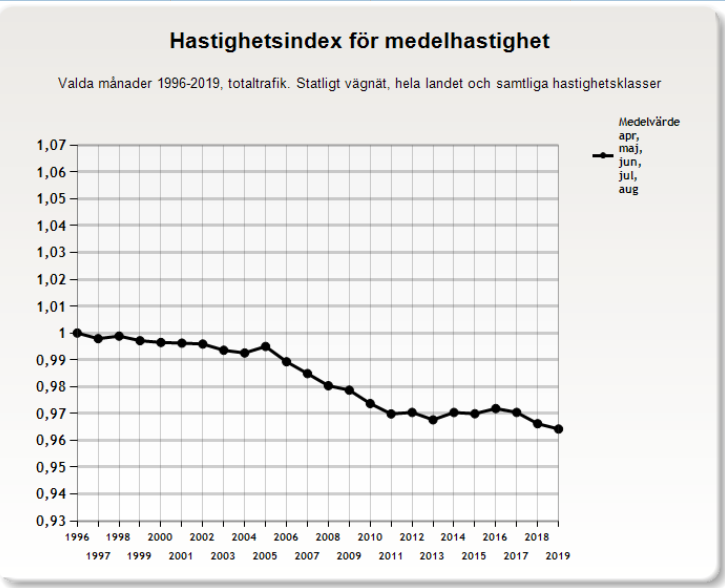 Hastighetsindex för medelhastighet
Valda månader 1996-2019, totaltrafik. Statligt vägnät, hela landet och samtliga hastighetsklasser
Medelvärde
apr,
maj,
jun,
jul,
aug
1,07
1,06
1,05
1,04
1,03
1,02
1,01
1
0,99
0,98
0,97
0,96
0,95
0,94
0,93
1996 1998 2000 2002 2004 2006 2008 2010 2012 2014 2016 2018
1997 1999 2001 2003 2005 2007 2009 2011 2013 2015 2017 2019